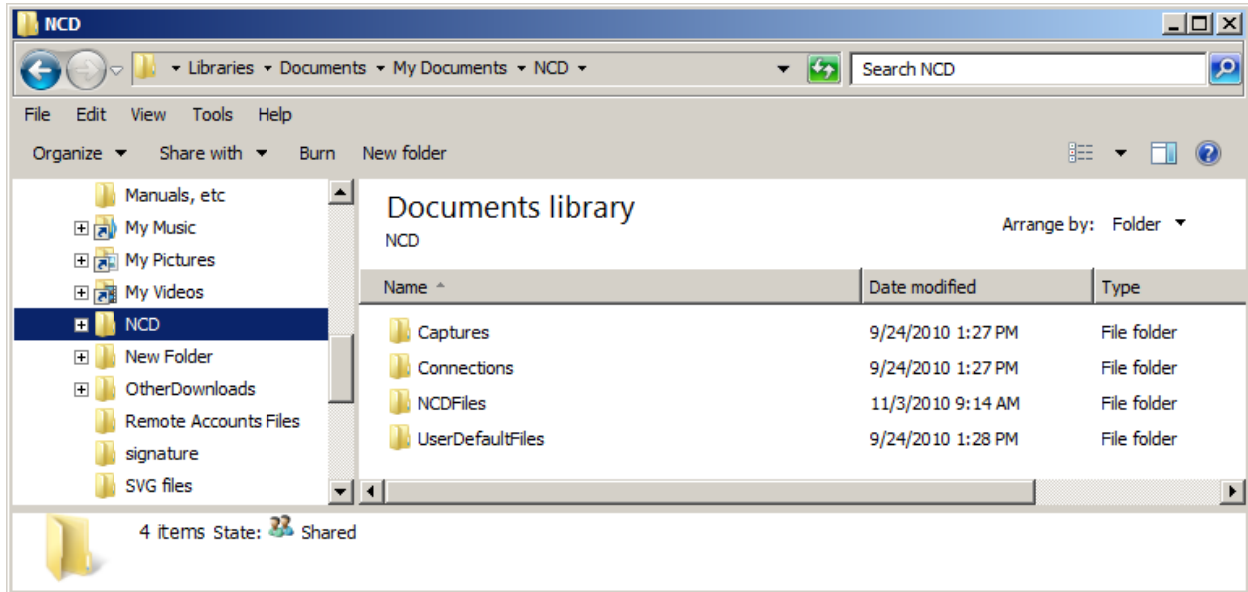 NCD
Libraries Documents My Documents NCD Search NCD
File Edit View Tools Help
Organize Share with Burn New folder
Manuals, etc
My Music
My Pictures
My Videos
NCD
New Folder
OtherDownloads
Remote Accounts Files
signature
SVG files
Documents library
NCD
Arrange by: Folder
Name Date modified Type
Captures 9/24/2010 1:27 PM File folder
Connections 9/24/2010 1:27 PM File folder
NCDFiles 11/3/2010 9:14 AM File folder
UserDefaultFiles 9/24/2010 1:28 PM File folder
4 items State: Shared